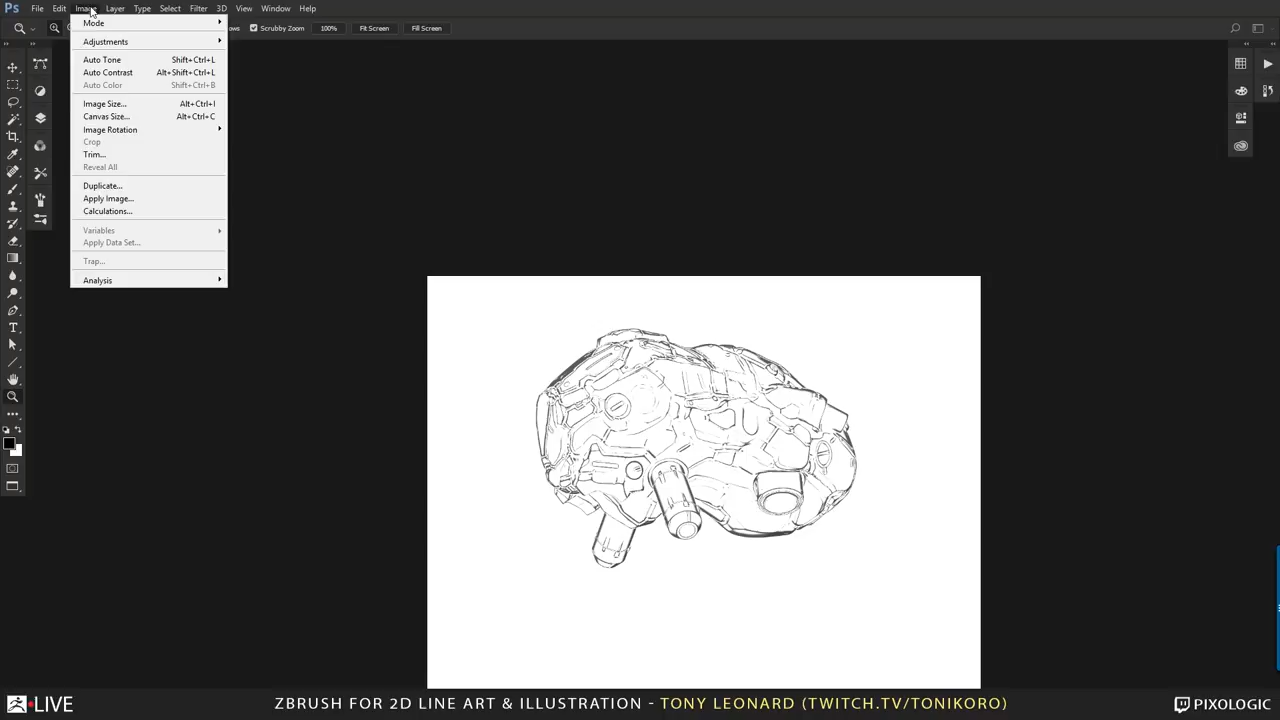 Ps File Edit Image Layer Type Select Filter 3D View Window Help
ows Scrubby Zoom 100% Fit Screen Fill Screen
Mode
Adjustments
Auto Tone Shift+Ctrl+L
Auto Contrast Alt+Shift+Ctrl+L
Auto Color Shift+Ctrl+B
Image Size... Alt+Ctrl+I
Canvas Size... Alt+Ctrl+C
Image Rotation
Crop
Trim...
Reveal All
Duplicate...
Apply Image...
Calculations...
Variables
Apply Data Set...
Trap...
Analysis
LIVE ZBRUSH FOR 2D LINE ART & ILLUSTRATION - TONY LEONARD (TWITCH.TV/TONIKORO) PIXOLOGIC